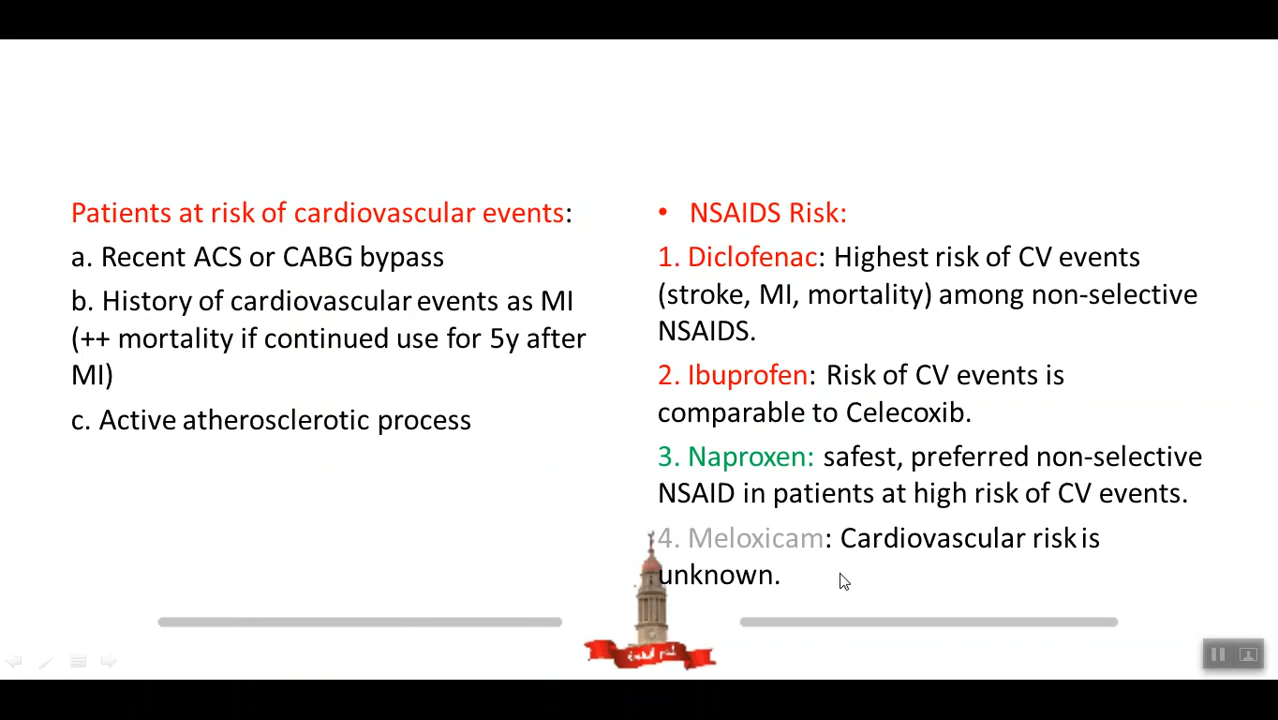 Patients at risk of cardiovascular events:
a. Recent ACS or CABG bypass
b. History of cardiovascular events as MI
(++ mortality if continued use for 5y after
MI)
c. Active atherosclerotic process
• NSAIDS Risk:
1. Diclofenac: Highest risk of CV events
(stroke, MI, mortality) among non-selective
NSAIDS.
2. Ibuprofen: Risk of CV events is
comparable to Celecoxib.
3. Naproxen: safest, preferred non-selective
NSAID in patients at high risk of CV events.
4. Meloxicam: Cardiovascular risk is
unknown.